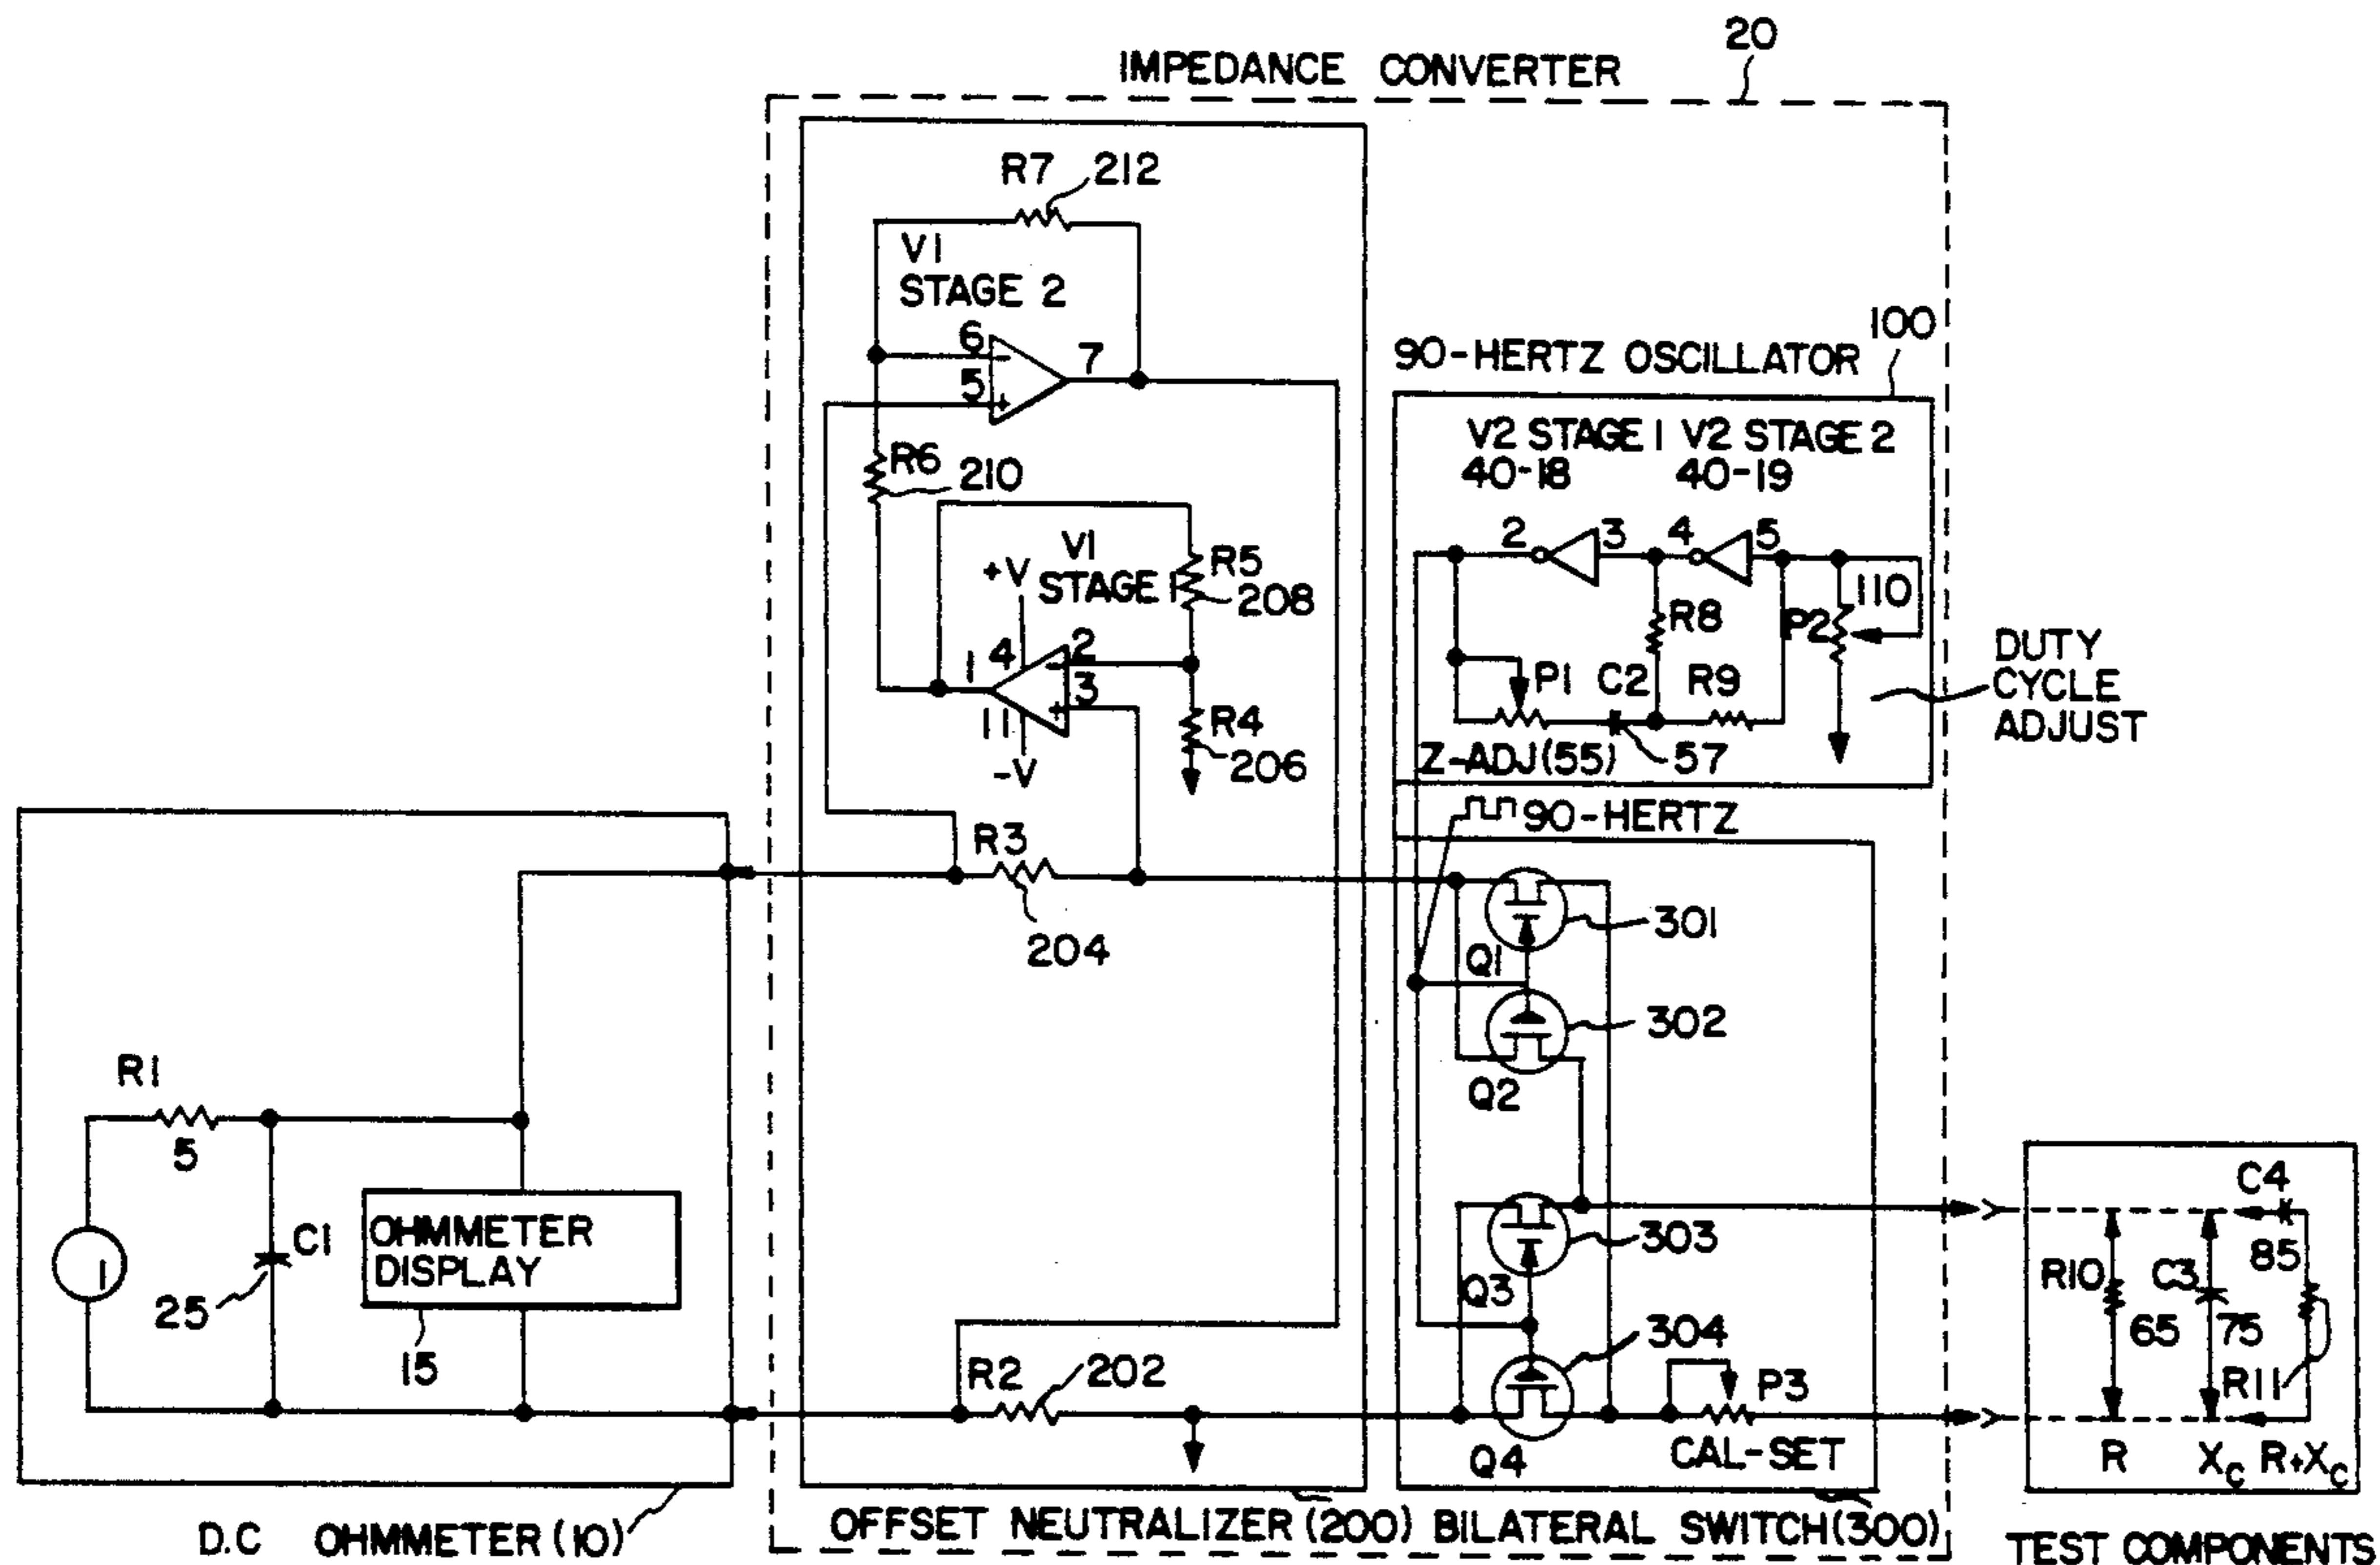 20
IMPEDANCE CONVERTER
R7 212
V1
STAGE 2
6
5
7
R6
210
V1
STAGE 1
+V
R5
208
4
2
1
3
11
-V
R4
206
100
90-HERTZ OSCILLATOR
V2 STAGE 1 V2 STAGE 2
40-18 40-19
2 3 4 5
110
R8
P2
DUTY
CYCLE
ADJUST
P1 C2 R9
Z-ADJ(55) 57
90-HERTZ
R3
204
301
Q1
302
Q2
303
Q3
304
Q4
P3
CAL-SET
R2 202
R1
5
1
C1
25
OHMMETER
DISPLAY
15
D.C OHMMETER (10)
OFFSET NEUTRALIZER (200)
BILATERAL SWITCH (300)
C4
85
R10
65
C3
75
R11
R XC R+XC
TEST COMPONENTS